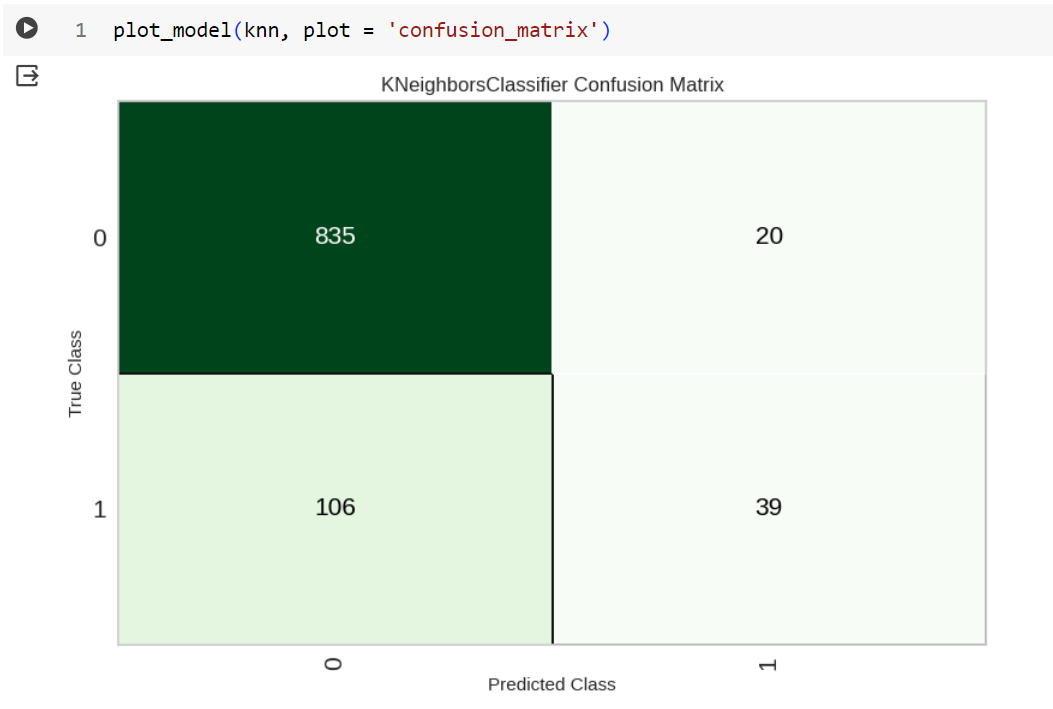 1 plot_model(knn, plot = 'confusion_matrix')
KNeighborsClassifier Confusion Matrix
0
835
20
True Class
1
106
39
0
1
Predicted Class